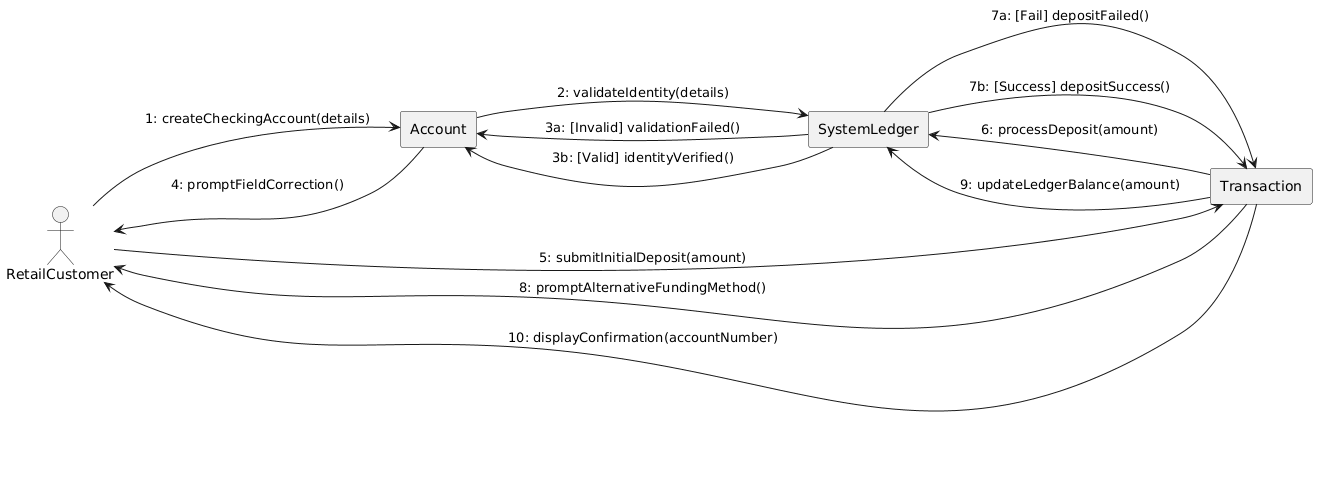 7a: [Fail] depositFailed()
7b: [Success] depositSuccess()
2: validateIdentity(details)
1: createCheckingAccount(details)
Account
3a: [Invalid] validationFailed()
SystemLedger
6: processDeposit(amount)
3b: [Valid] identityVerified()
4: promptFieldCorrection()
9: updateLedgerBalance(amount)
Transaction
5: submitInitialDeposit(amount)
RetailCustomer
8: promptAlternativeFundingMethod()
10: displayConfirmation(accountNumber)